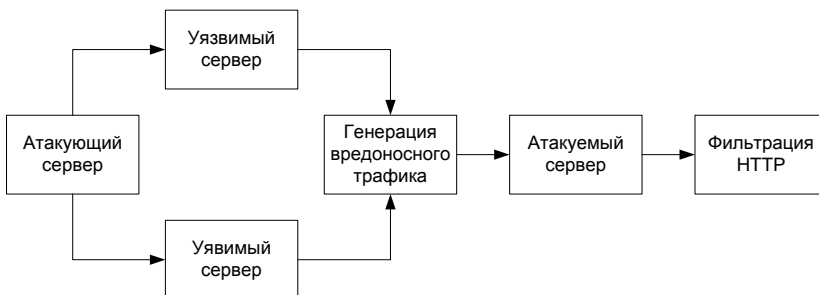 Уязвимый
сервер
Атакующий
сервер
Генерация
вредоносного
трафика
Атакуемый
сервер
Фильтрация
HTTP
Уявимый
сервер